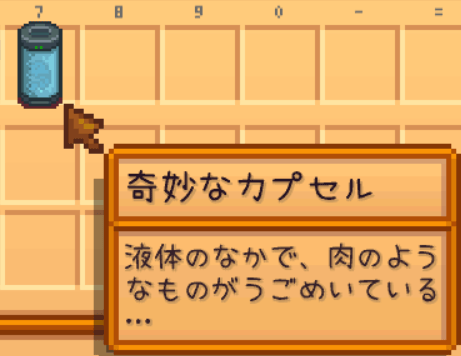 7 8 9 0 - =
奇妙なカプセル
液体のなかで、肉のよう
なものがうごめいている
...